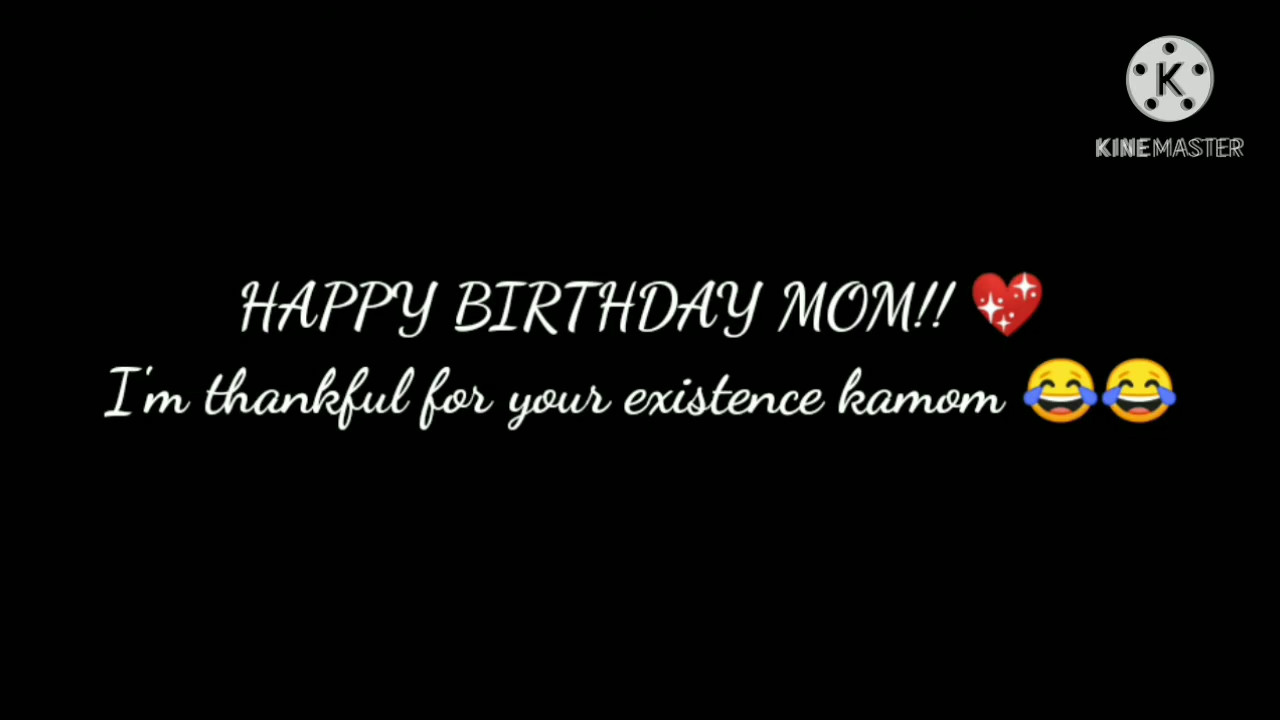 K
KINEMASTER
HAPPY BIRTHDAY MOM!! 💖
I'm thankful for your existence kamom 😂😂